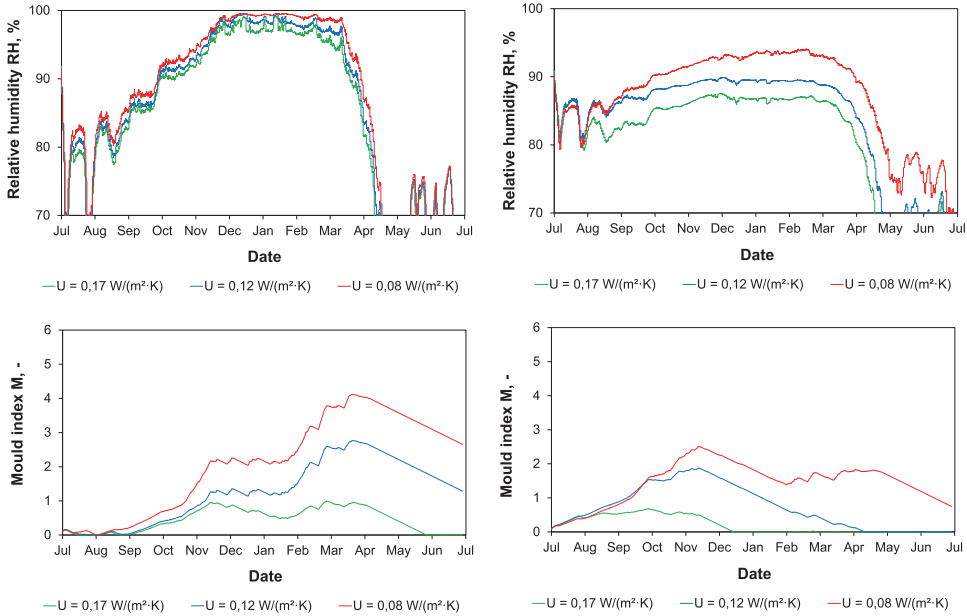 Relative humidity RH, %
100
90
80
70
Jul Aug Sep Oct Nov Dec Jan Feb Mar Apr May Jun Jul
Date
U = 0,17 W/(m²·K) U = 0,12 W/(m²·K) U = 0,08 W/(m²·K)
Relative humidity RH, %
100
90
80
70
Jul Aug Sep Oct Nov Dec Jan Feb Mar Apr May Jun Jul
Date
U = 0,17 W/(m²·K) U = 0,12 W/(m²·K) U = 0,08 W/(m²·K)
Mould index M, -
6
5
4
3
2
1
0
Jul Aug Sep Oct Nov Dec Jan Feb Mar Apr May Jun Jul
Date
U = 0,17 W/(m²·K) U = 0,12 W/(m²·K) U = 0,08 W/(m²·K)
Mould index M, -
6
5
4
3
2
1
0
Jul Aug Sep Oct Nov Dec Jan Feb Mar Apr May Jun Jul
Date
U = 0,17 W/(m²·K) U = 0,12 W/(m²·K) U = 0,08 W/(m²·K)